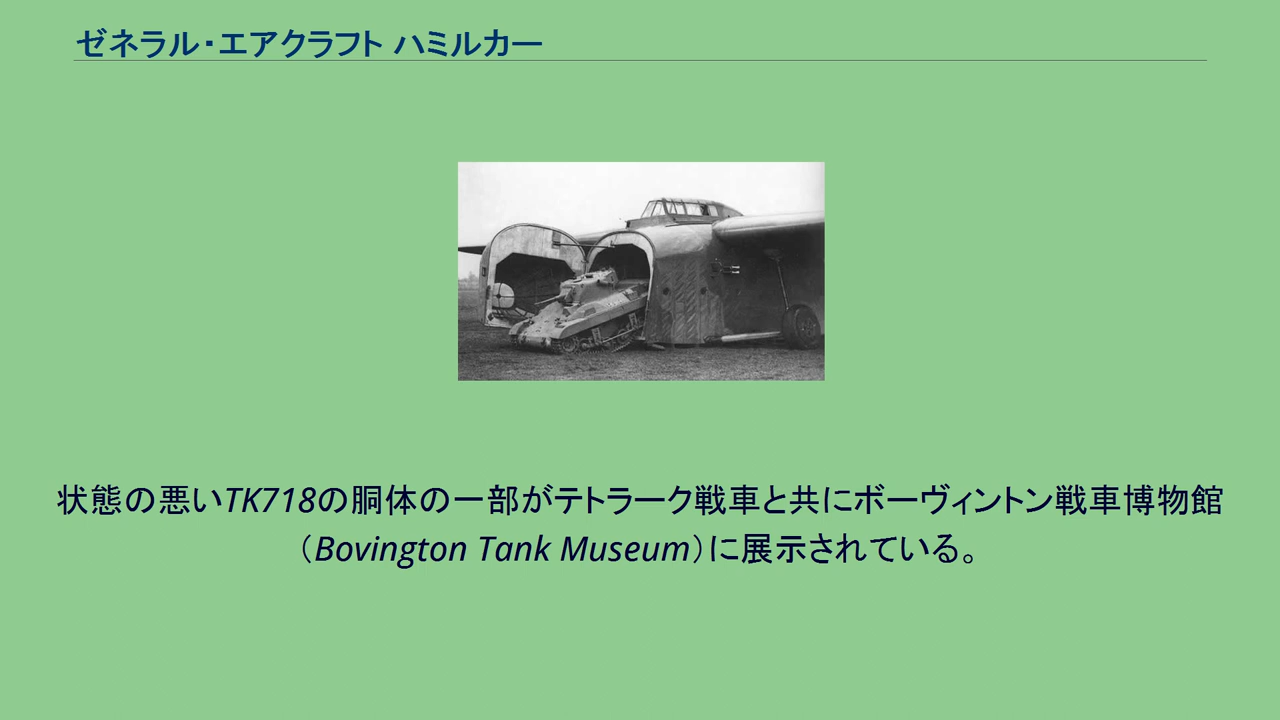 ゼネラル・エアクラフト ハミルカー
状態の悪いTK718の胴体の一部がテトラーク戦車と共にボーヴィントン戦車博物館
（Bovington Tank Museum）に展示されている。